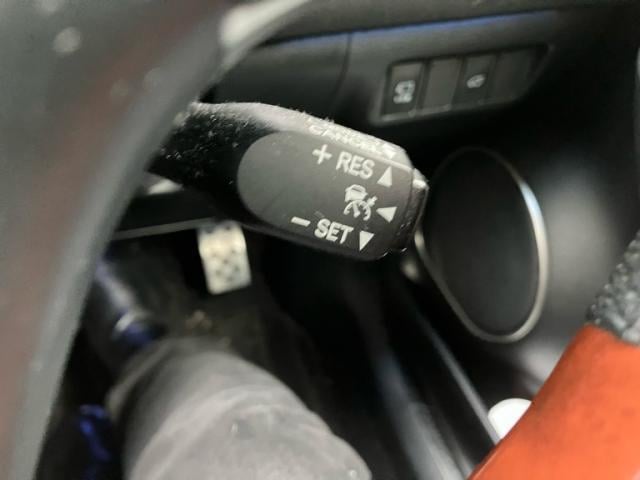 CANCEL
+ RES ▲
◀
− SET ▼